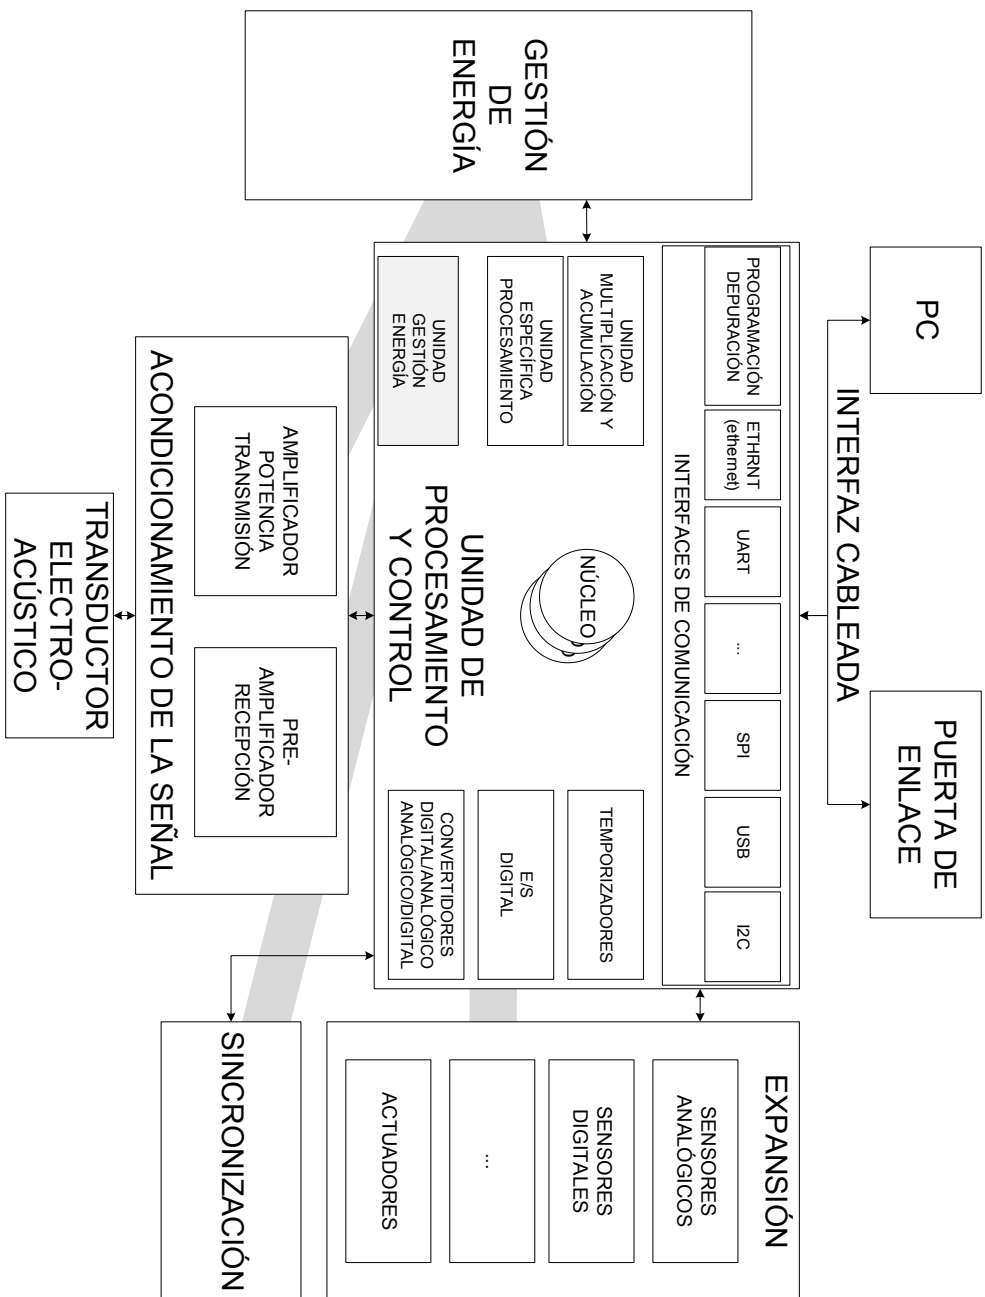 PC
PUERTA DE
ENLACE
INTERFAZ CABLEADA
GESTIÓN
DE
ENERGÍA
PROGRAMACIÓN
DEPURACIÓN
ETHRNT
(ethernet)
UART
...
SPI
USB
I2C
INTERFACES DE COMUNICACIÓN
UNIDAD
MULTIPLICACIÓN Y
ACUMULACIÓN
UNIDAD
ESPECÍFICA
PROCESAMIENTO
UNIDAD
GESTIÓN
ENERGÍA
NÚCLEO
UNIDAD DE
PROCESAMIENTO
Y CONTROL
TEMPORIZADORES
E/S
DIGITAL
CONVERTIDORES
DIGITAL/ANALÓGICO
ANALÓGICO/DIGITAL
EXPANSIÓN
SENSORES
ANALÓGICOS
SENSORES
DIGITALES
...
ACTUADORES
AMPLIFICADOR
POTENCIA
TRANSMISIÓN
PRE-
AMPLIFICADOR
RECEPCIÓN
ACONDICIONAMIENTO DE LA SEÑAL
SINCRONIZACIÓN
TRANSDUCTOR
ELECTRO-
ACÚSTICO